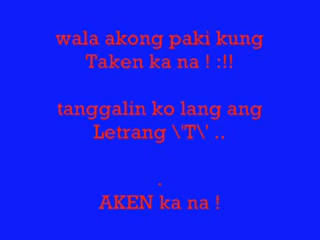 wala akong paki kung
Taken ka na ! :!!
tanggalin ko lang ang
Letrang \'T\' ..
.
AKEN ka na !